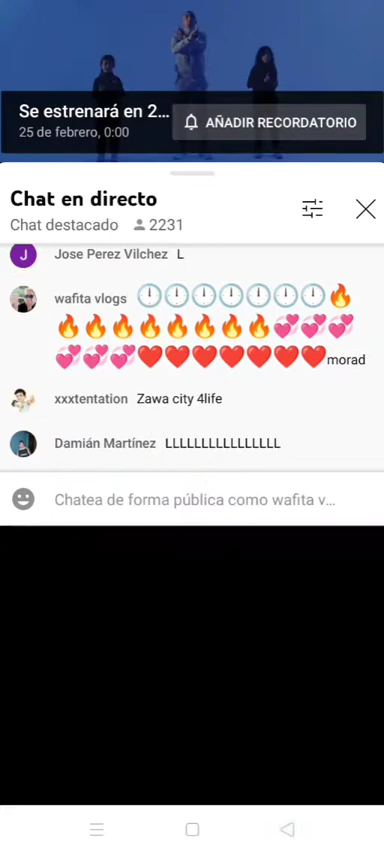 Se estrenará en 2...
25 de febrero, 0:00
AÑADIR RECORDATORIO
Chat en directo
Chat destacado 2231
J Jose Perez Vilchez L
wafita vlogs 🕛🕛🕛🕛🕛🕛🕛🔥
🔥🔥🔥🔥🔥🔥🔥🔥💞💞💞
💞💞💞❤️❤️❤️❤️❤️❤️❤️morad
xxxtentation Zawa city 4life
Damián Martínez LLLLLLLLLLLLLLLL
Chatea de forma pública como wafita v...